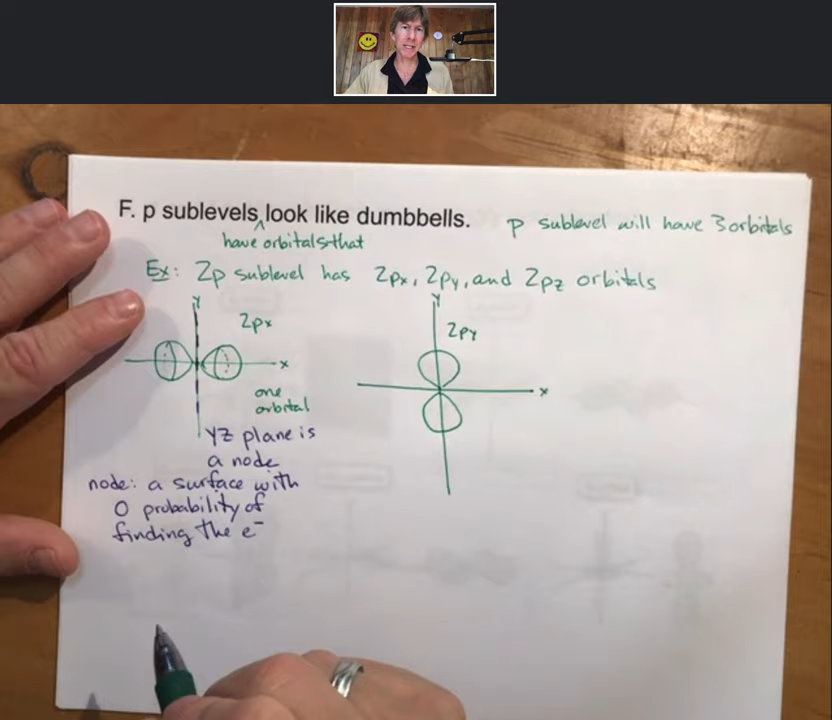 F. p sublevels look like dumbbells. p sublevel will have 3 orbitals
have orbitals that
Ex: 2p sublevel has 2px, 2py, and 2pz orbitals
Y
2px
x
one
orbital
YZ plane is
a node
node: a surface with
0 probability of
finding the e⁻
Y
2py
x